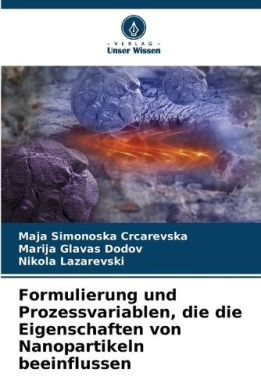 - VERLAG -
Unser Wissen
Maja Simonoska Crcarevska
Marija Glavas Dodov
Nikola Lazarevski
Formulierung und
Prozessvariablen, die die
Eigenschaften von
Nanopartikeln
beeinflussen